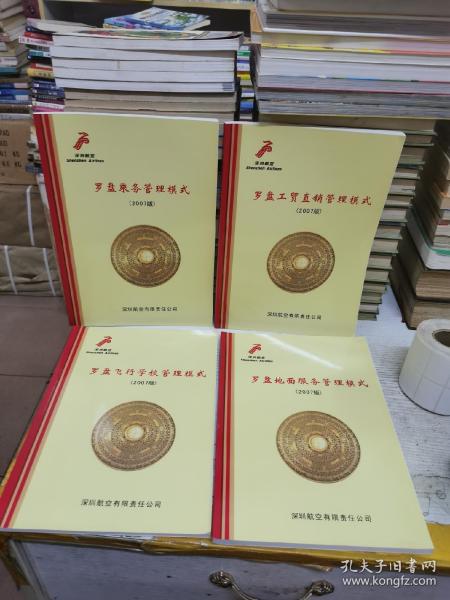 深圳航空
Shenzhen Airlines
罗盘乘务管理模式
(2007版)
深圳航空有限责任公司
深圳航空
Shenzhen Airlines
罗盘工贸直销管理模式
(2007版)
深圳航空有限责任公司
深圳航空
Shenzhen Airlines
罗盘飞行学校管理模式
(2007版)
深圳航空有限责任公司
深圳航空
Shenzhen Airlines
罗盘地面服务管理模式
(2007版)
深圳航空有限责任公司
孔夫子旧书网
www.kongfz.com